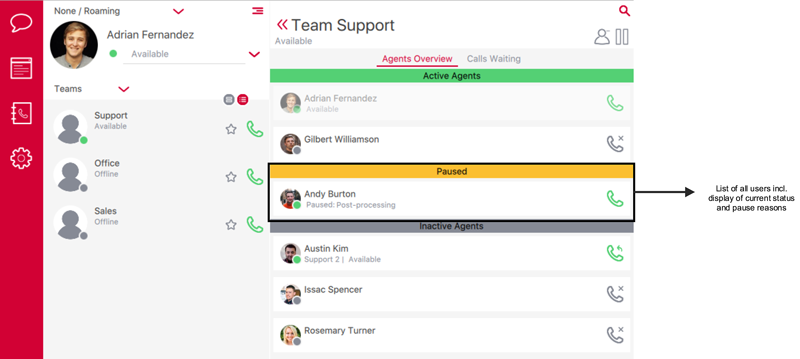 None / Roaming
Adrian Fernandez
Available
Teams
Support
Available
Office
Offline
Sales
Offline
Team Support
Available
Agents Overview Calls Waiting
Active Agents
Adrian Fernandez
Available
Gilbert Williamson
Paused
Andy Burton
Paused: Post-processing
Inactive Agents
Austin Kim
Support 2 | Available
Issac Spencer
Rosemary Turner
List of all users incl.
display of current status
and pause reasons